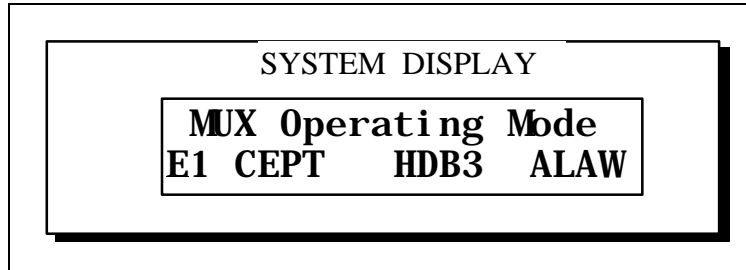 SYSTEM DISPLAY
MUX Operating Mode
E1 CEPT HDB3 ALAW